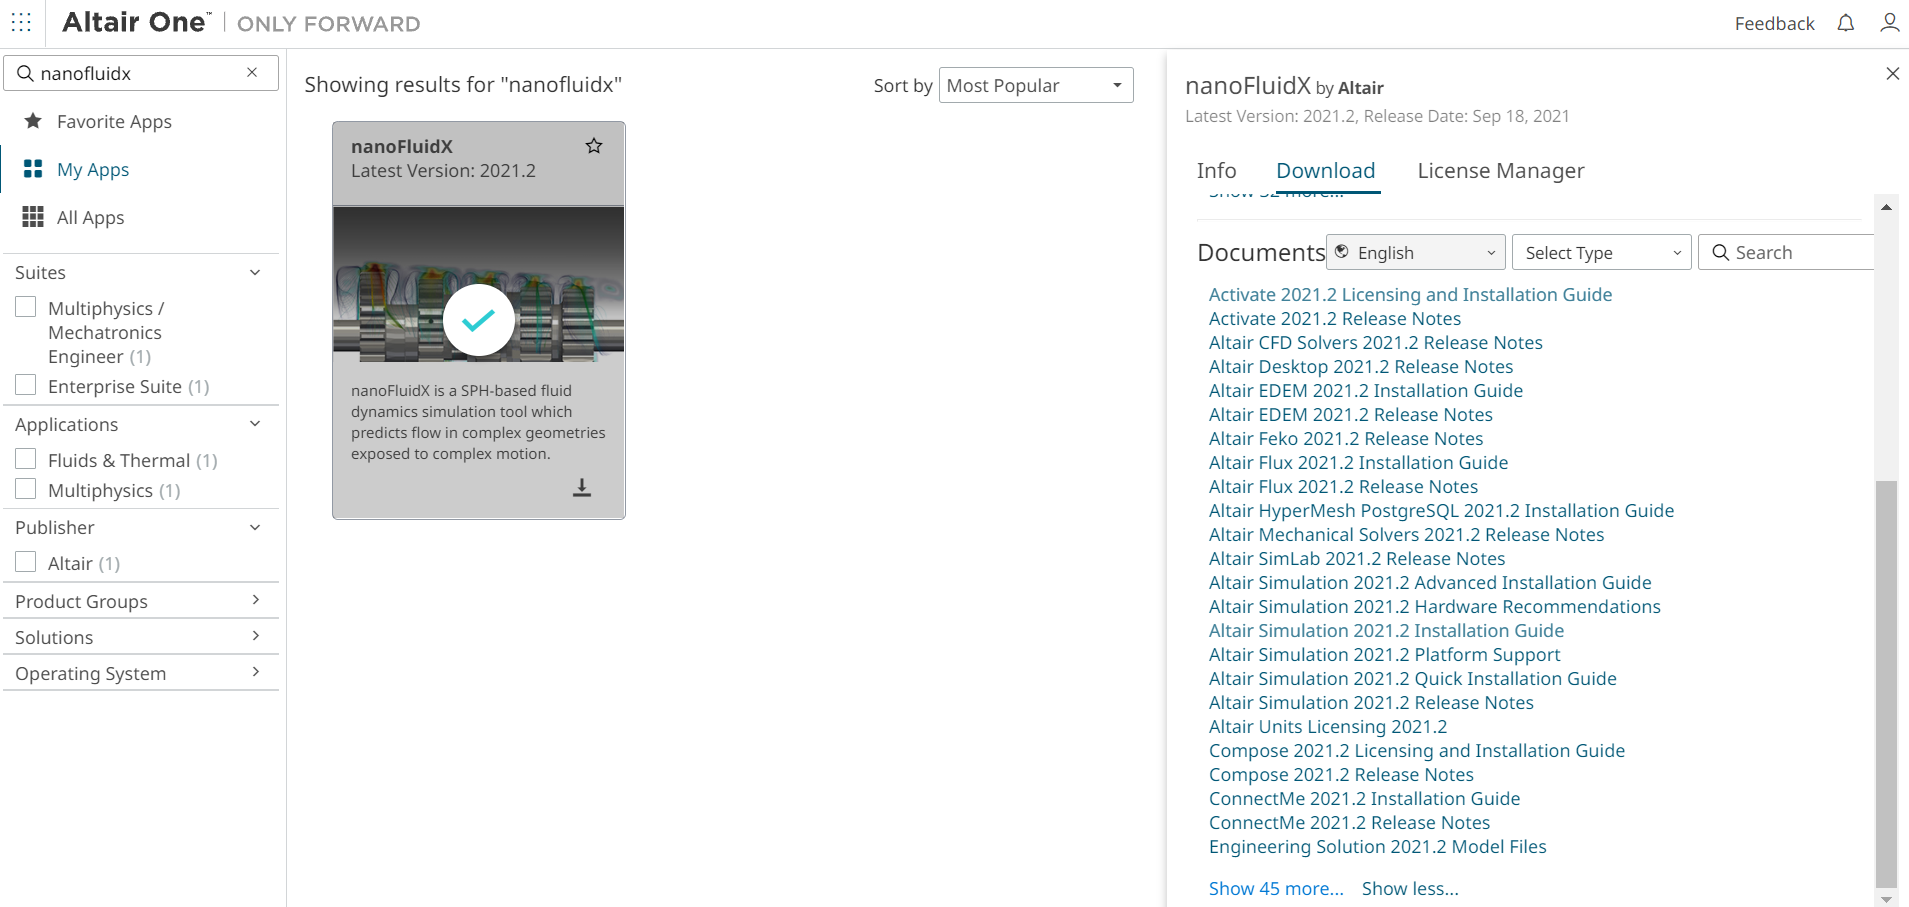 Altair One™ | ONLY FORWARD
Feedback
nanofluidx
Favorite Apps
My Apps
All Apps
Suites
Multiphysics /
Mechatronics
Engineer (1)
Enterprise Suite (1)
Applications
Fluids & Thermal (1)
Multiphysics (1)
Publisher
Altair (1)
Product Groups
Solutions
Operating System
Showing results for "nanofluidx"
Sort by Most Popular
nanoFluidX
Latest Version: 2021.2
nanoFluidX is a SPH-based fluid
dynamics simulation tool which
predicts flow in complex geometries
exposed to complex motion.
nanoFluidX by Altair
Latest Version: 2021.2, Release Date: Sep 18, 2021
Info Download License Manager
Show 32 more...
Documents English Select Type Search
Activate 2021.2 Licensing and Installation Guide
Activate 2021.2 Release Notes
Altair CFD Solvers 2021.2 Release Notes
Altair Desktop 2021.2 Release Notes
Altair EDEM 2021.2 Installation Guide
Altair EDEM 2021.2 Release Notes
Altair Feko 2021.2 Release Notes
Altair Flux 2021.2 Installation Guide
Altair Flux 2021.2 Release Notes
Altair HyperMesh PostgreSQL 2021.2 Installation Guide
Altair Mechanical Solvers 2021.2 Release Notes
Altair SimLab 2021.2 Release Notes
Altair Simulation 2021.2 Advanced Installation Guide
Altair Simulation 2021.2 Hardware Recommendations
Altair Simulation 2021.2 Installation Guide
Altair Simulation 2021.2 Platform Support
Altair Simulation 2021.2 Quick Installation Guide
Altair Simulation 2021.2 Release Notes
Altair Units Licensing 2021.2
Compose 2021.2 Licensing and Installation Guide
Compose 2021.2 Release Notes
ConnectMe 2021.2 Installation Guide
ConnectMe 2021.2 Release Notes
Engineering Solution 2021.2 Model Files
Show 45 more... Show less...